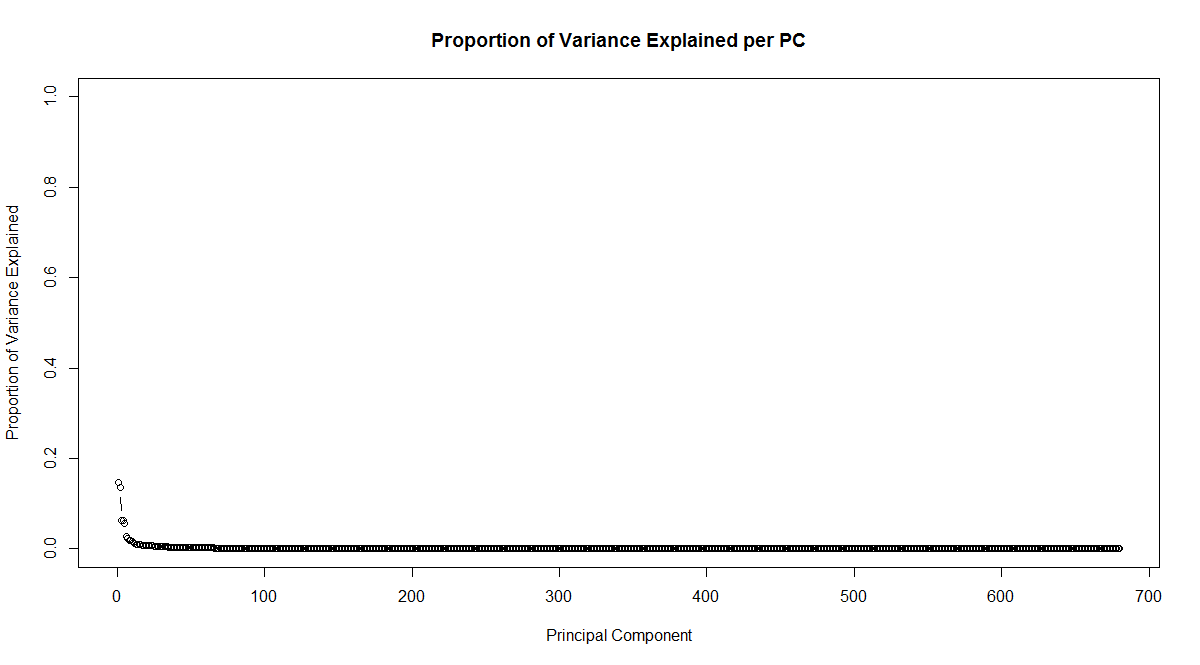 Proportion of Variance Explained per PC
Proportion of Variance Explained
1.0
0.8
0.6
0.4
0.2
0.0
0 100 200 300 400 500 600 700
Principal Component